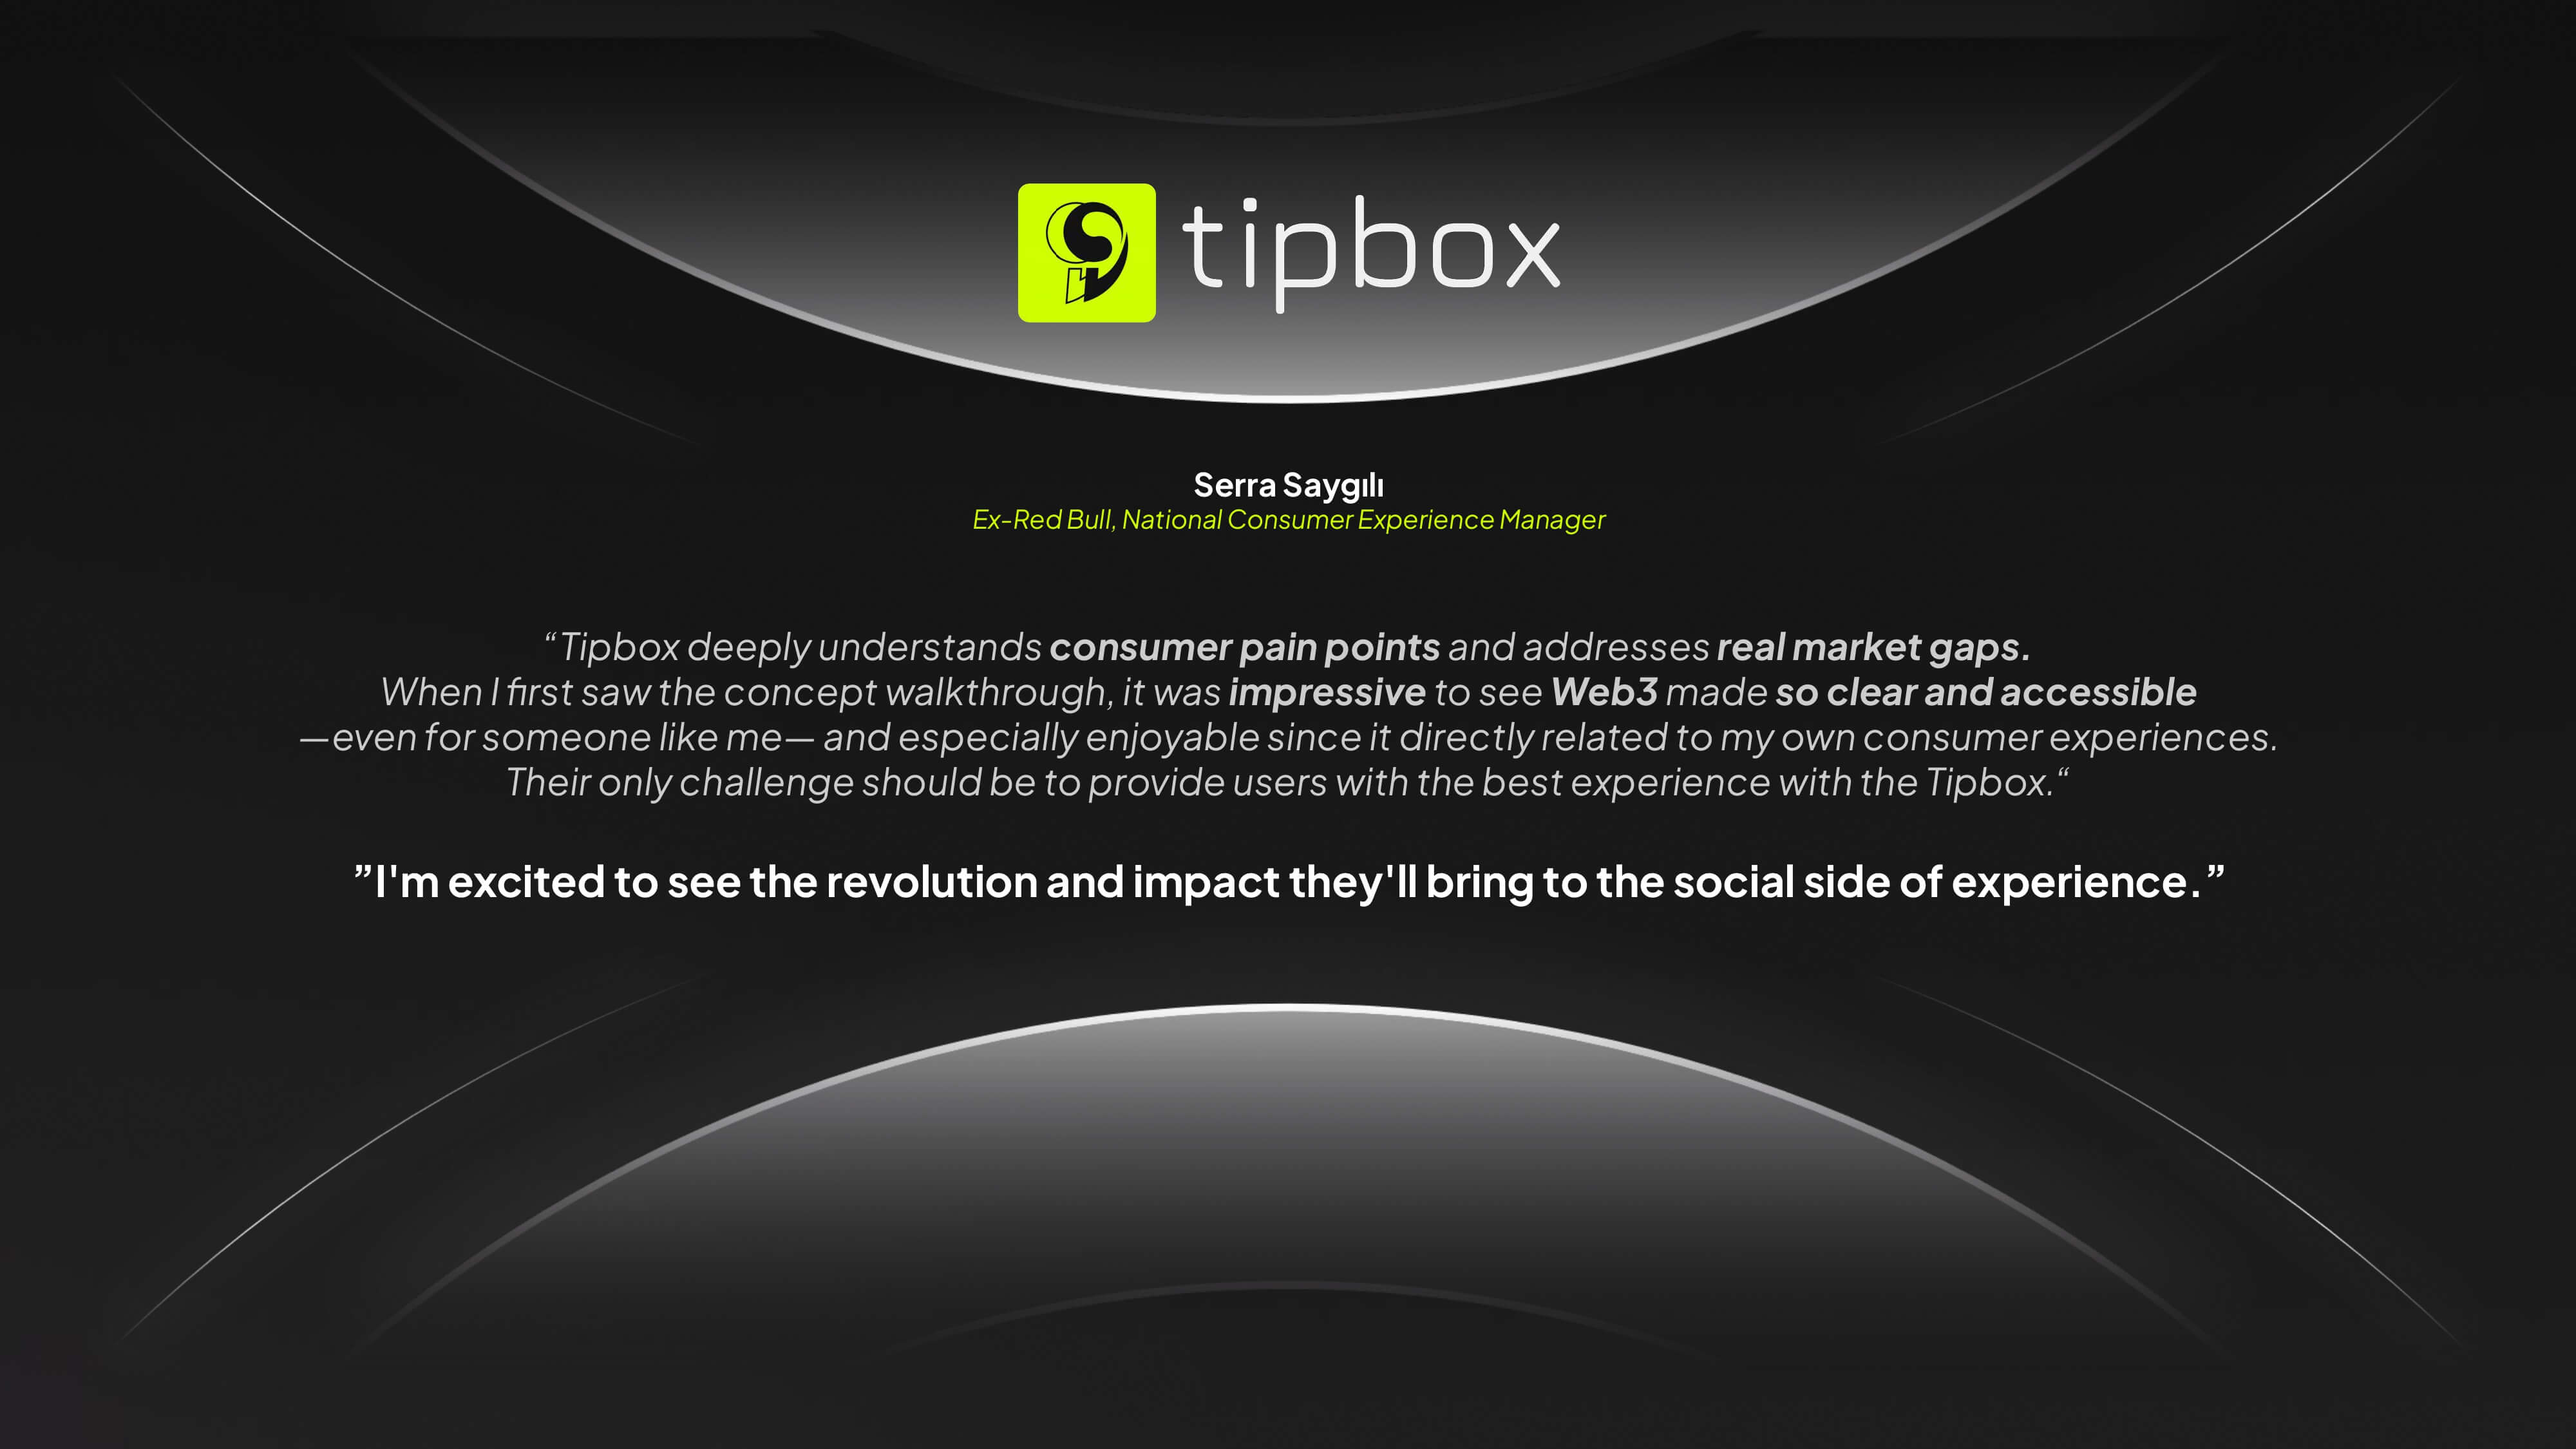 tipbox
Serra Saygılı
Ex-Red Bull, National Consumer Experience Manager
“Tipbox deeply understands consumer pain points and addresses real market gaps.
When I first saw the concept walkthrough, it was impressive to see Web3 made so clear and accessible
—even for someone like me— and especially enjoyable since it directly related to my own consumer experiences.
Their only challenge should be to provide users with the best experience with the Tipbox.“
”I'm excited to see the revolution and impact they'll bring to the social side of experience.”